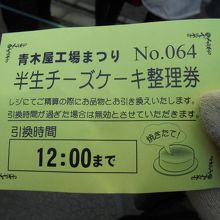 青木屋工場まつり No.064
半生チーズケーキ整理券
レジにてご精算の際にお品物とお引き換えいたします。
引換時間が過ぎた場合は無効とさせていただきます。
引換時間
焼きたて!
12:00まで